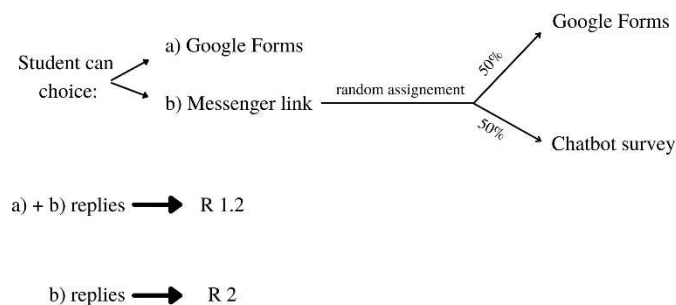 Google Forms
Student can
choice:
a) Google Forms
b) Messenger link
random assignement
50%
50%
Chatbot survey
a) + b) replies
R 1.2
b) replies
R 2